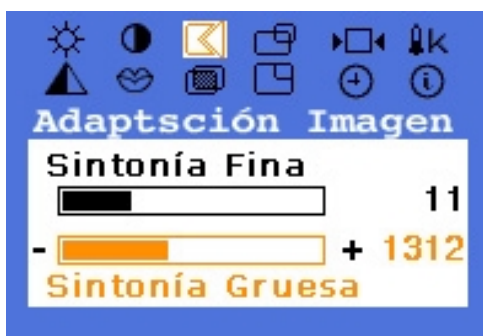 k
Adaptsción Imagen
Sintonía Fina
11
- + 1312
Sintonía Gruesa